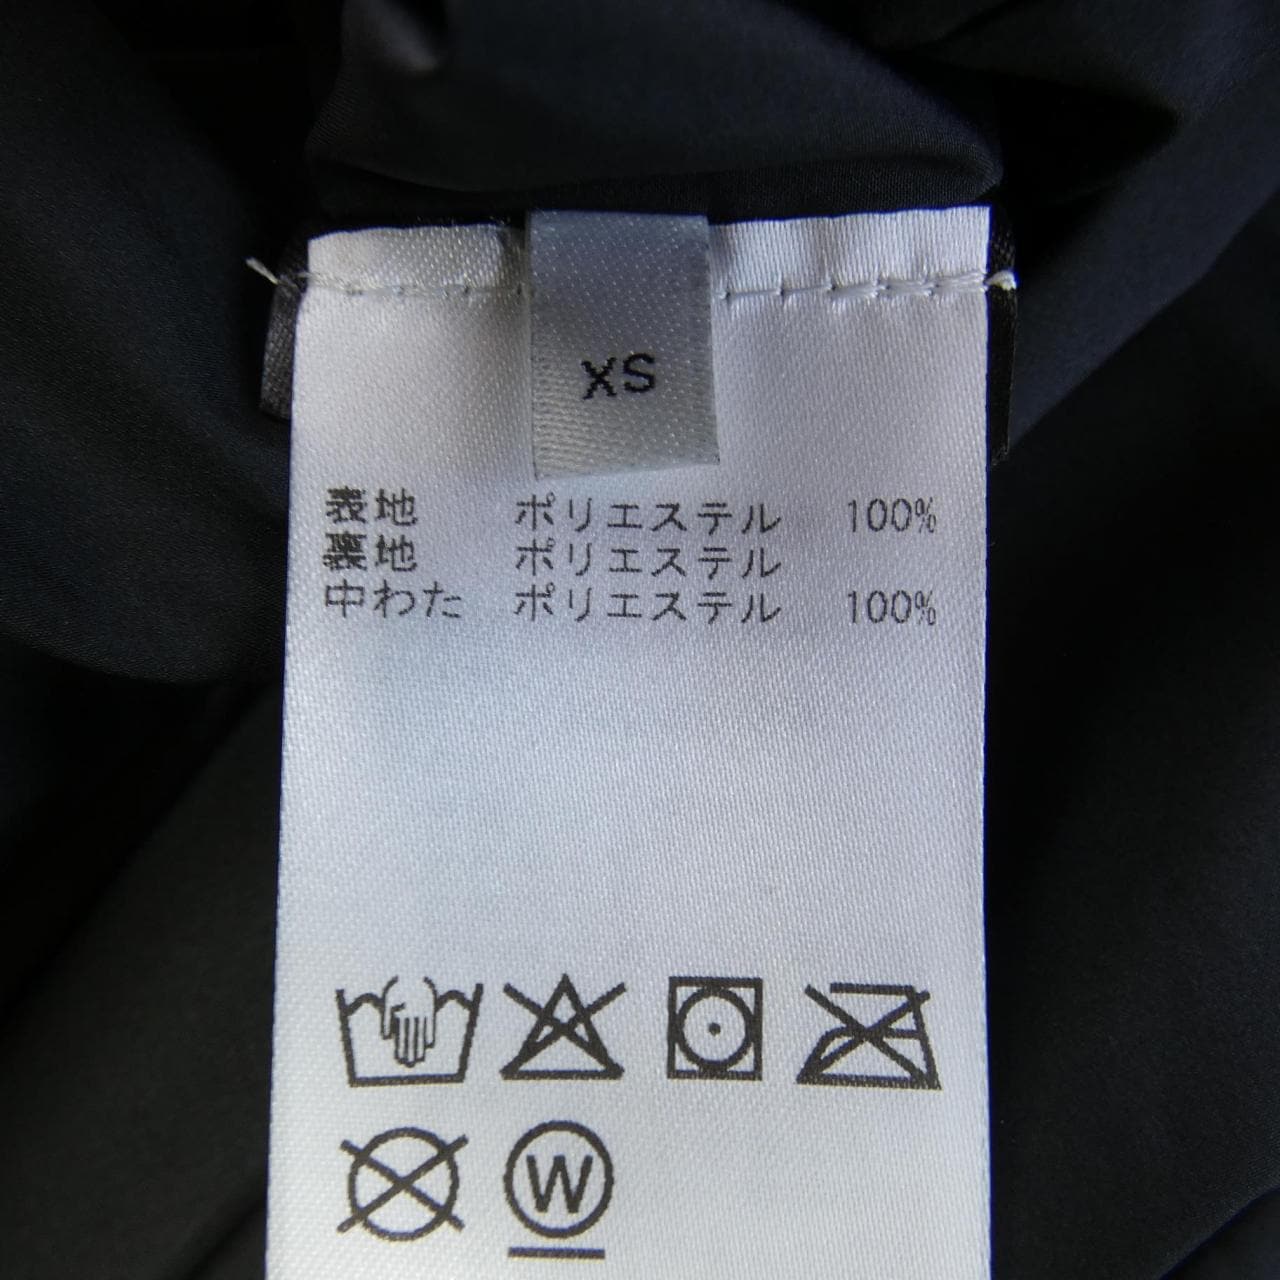 XS
表地 ポリエステル 100%
裏地 ポリエステル
中わた ポリエステル 100%
W